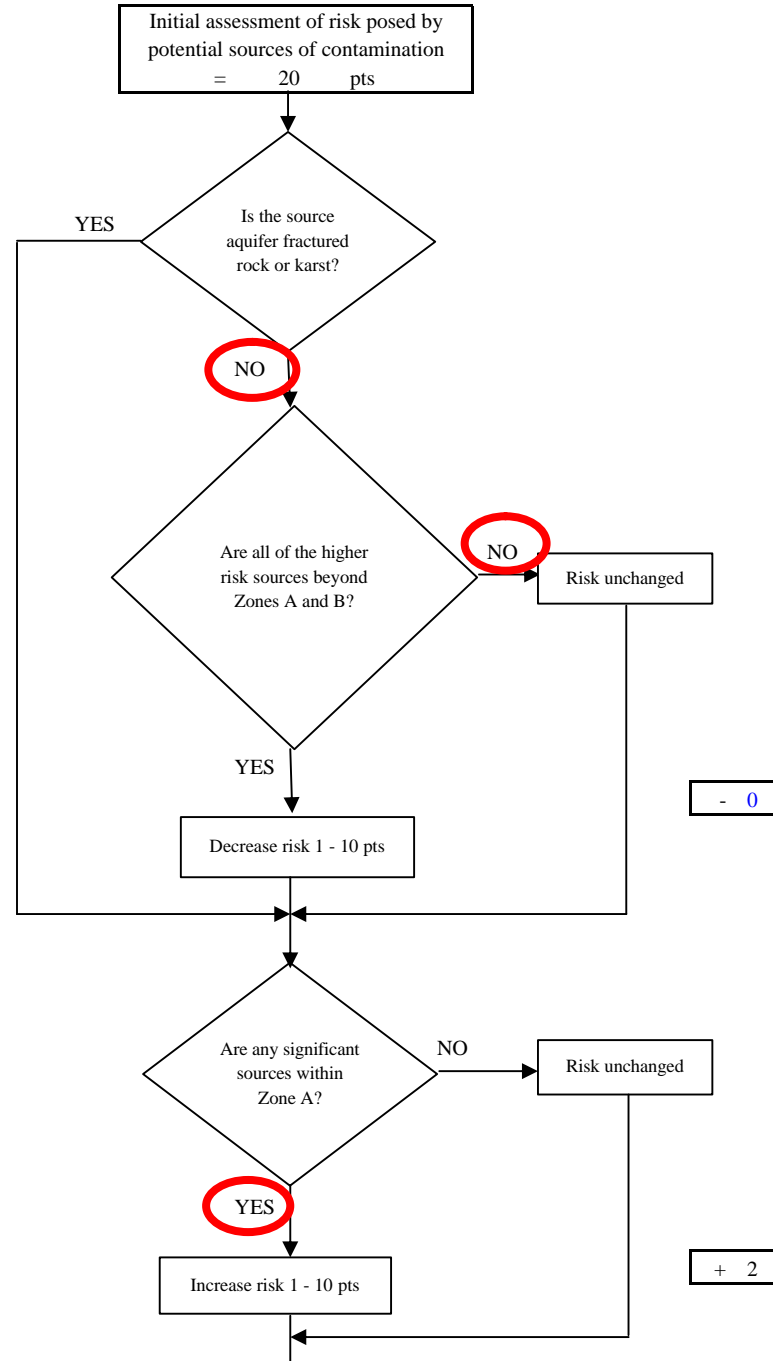 Initial assessment of risk posed by
potential sources of contamination
= 20 pts
YES
Is the source
aquifer fractured
rock or karst?
NO
Are all of the higher
risk sources beyond
Zones A and B?
NO
Risk unchanged
YES
- 0
Decrease risk 1 - 10 pts
Are any significant
sources within
Zone A?
NO
Risk unchanged
YES
+ 2
Increase risk 1 - 10 pts